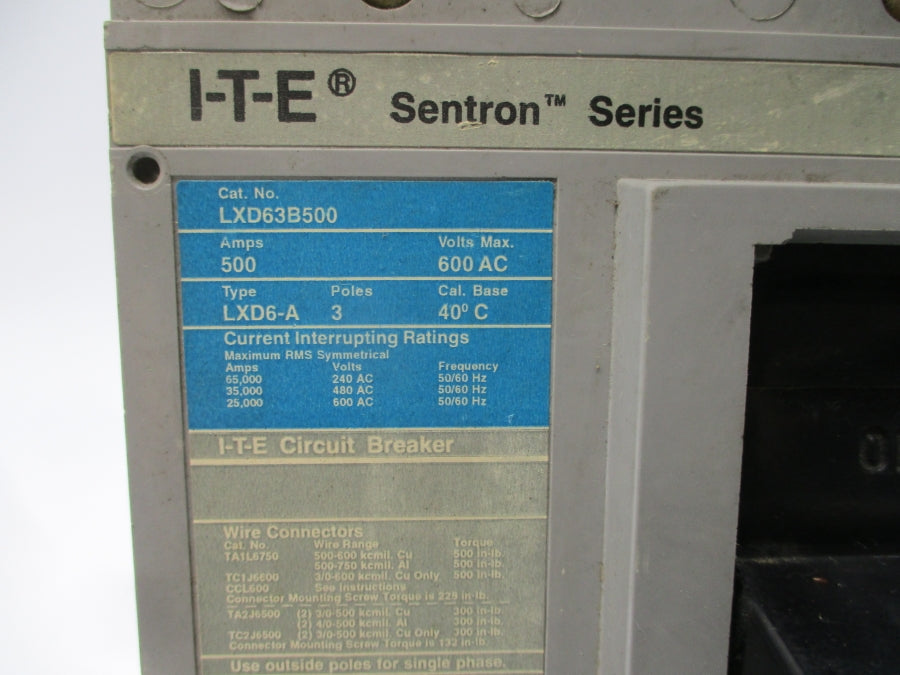 I-T-E® Sentron™ Series
Cat. No.
LXD63B500
Amps Volts Max.
500 600 AC
Type Poles Cal. Base
LXD6-A 3 40º C
Current Interrupting Ratings
Maximum RMS Symmetrical
Amps Volts Frequency
65,000 240 AC 50/60 Hz
35,000 480 AC 50/60 Hz
25,000 600 AC 50/60 Hz
I-T-E Circuit Breaker
Wire Connectors
Cat. No. Wire Range Torque
TA1L6750 500-600 kcmil. Cu 500 in-lb.
500-750 kcmil. Al 500 in-lb.
TC1J6600 3/0-600 kcmil. Cu Only 500 in-lb.
CCL600 See Instructions
Connector Mounting Screw Torque is 228 in-lb.
TA2J6500 (2) 3/0-500 kcmil. Cu 300 in-lb.
(2) 4/0-500 kcmil. Al 300 in-lb.
TC2J6500 (2) 3/0-500 kcmil. Cu Only 300 in-lb.
Connector Mounting Screw Torque is 132 in-lb.
Use outside poles for single phase.